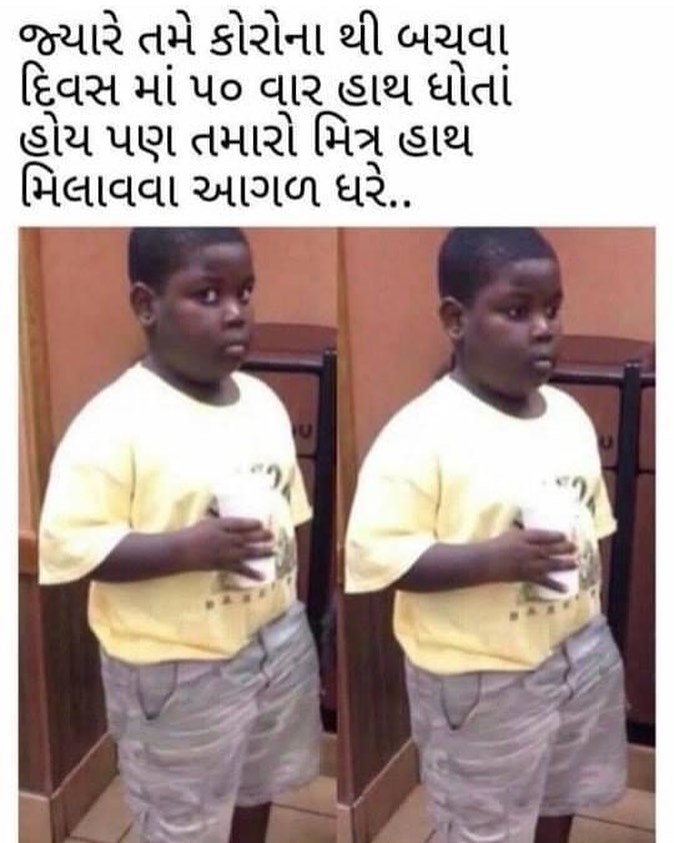 જ્યારે તમે કોરોના થી બચવા
દિવસ માં ૫૦ વાર હાથ ધોતાં
હોય પણ તમારો મિત્ર હાથ
મિલાવવા આગળ ધરે..